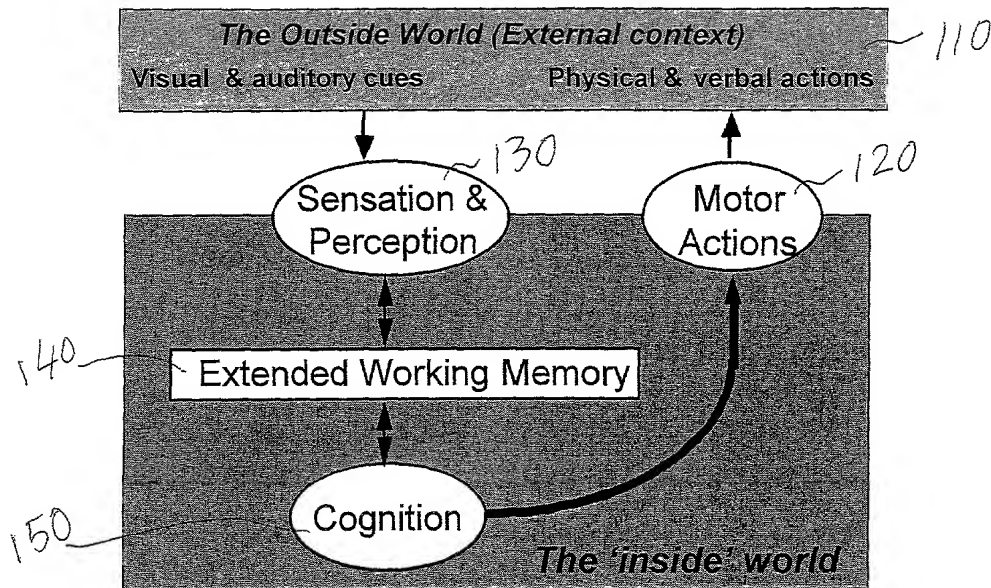 The Outside World (External context)
110
Visual & auditory cues
Physical & verbal actions
130
120
Sensation &
Perception
Motor
Actions
140
Extended Working Memory
150
Cognition
The 'inside' world